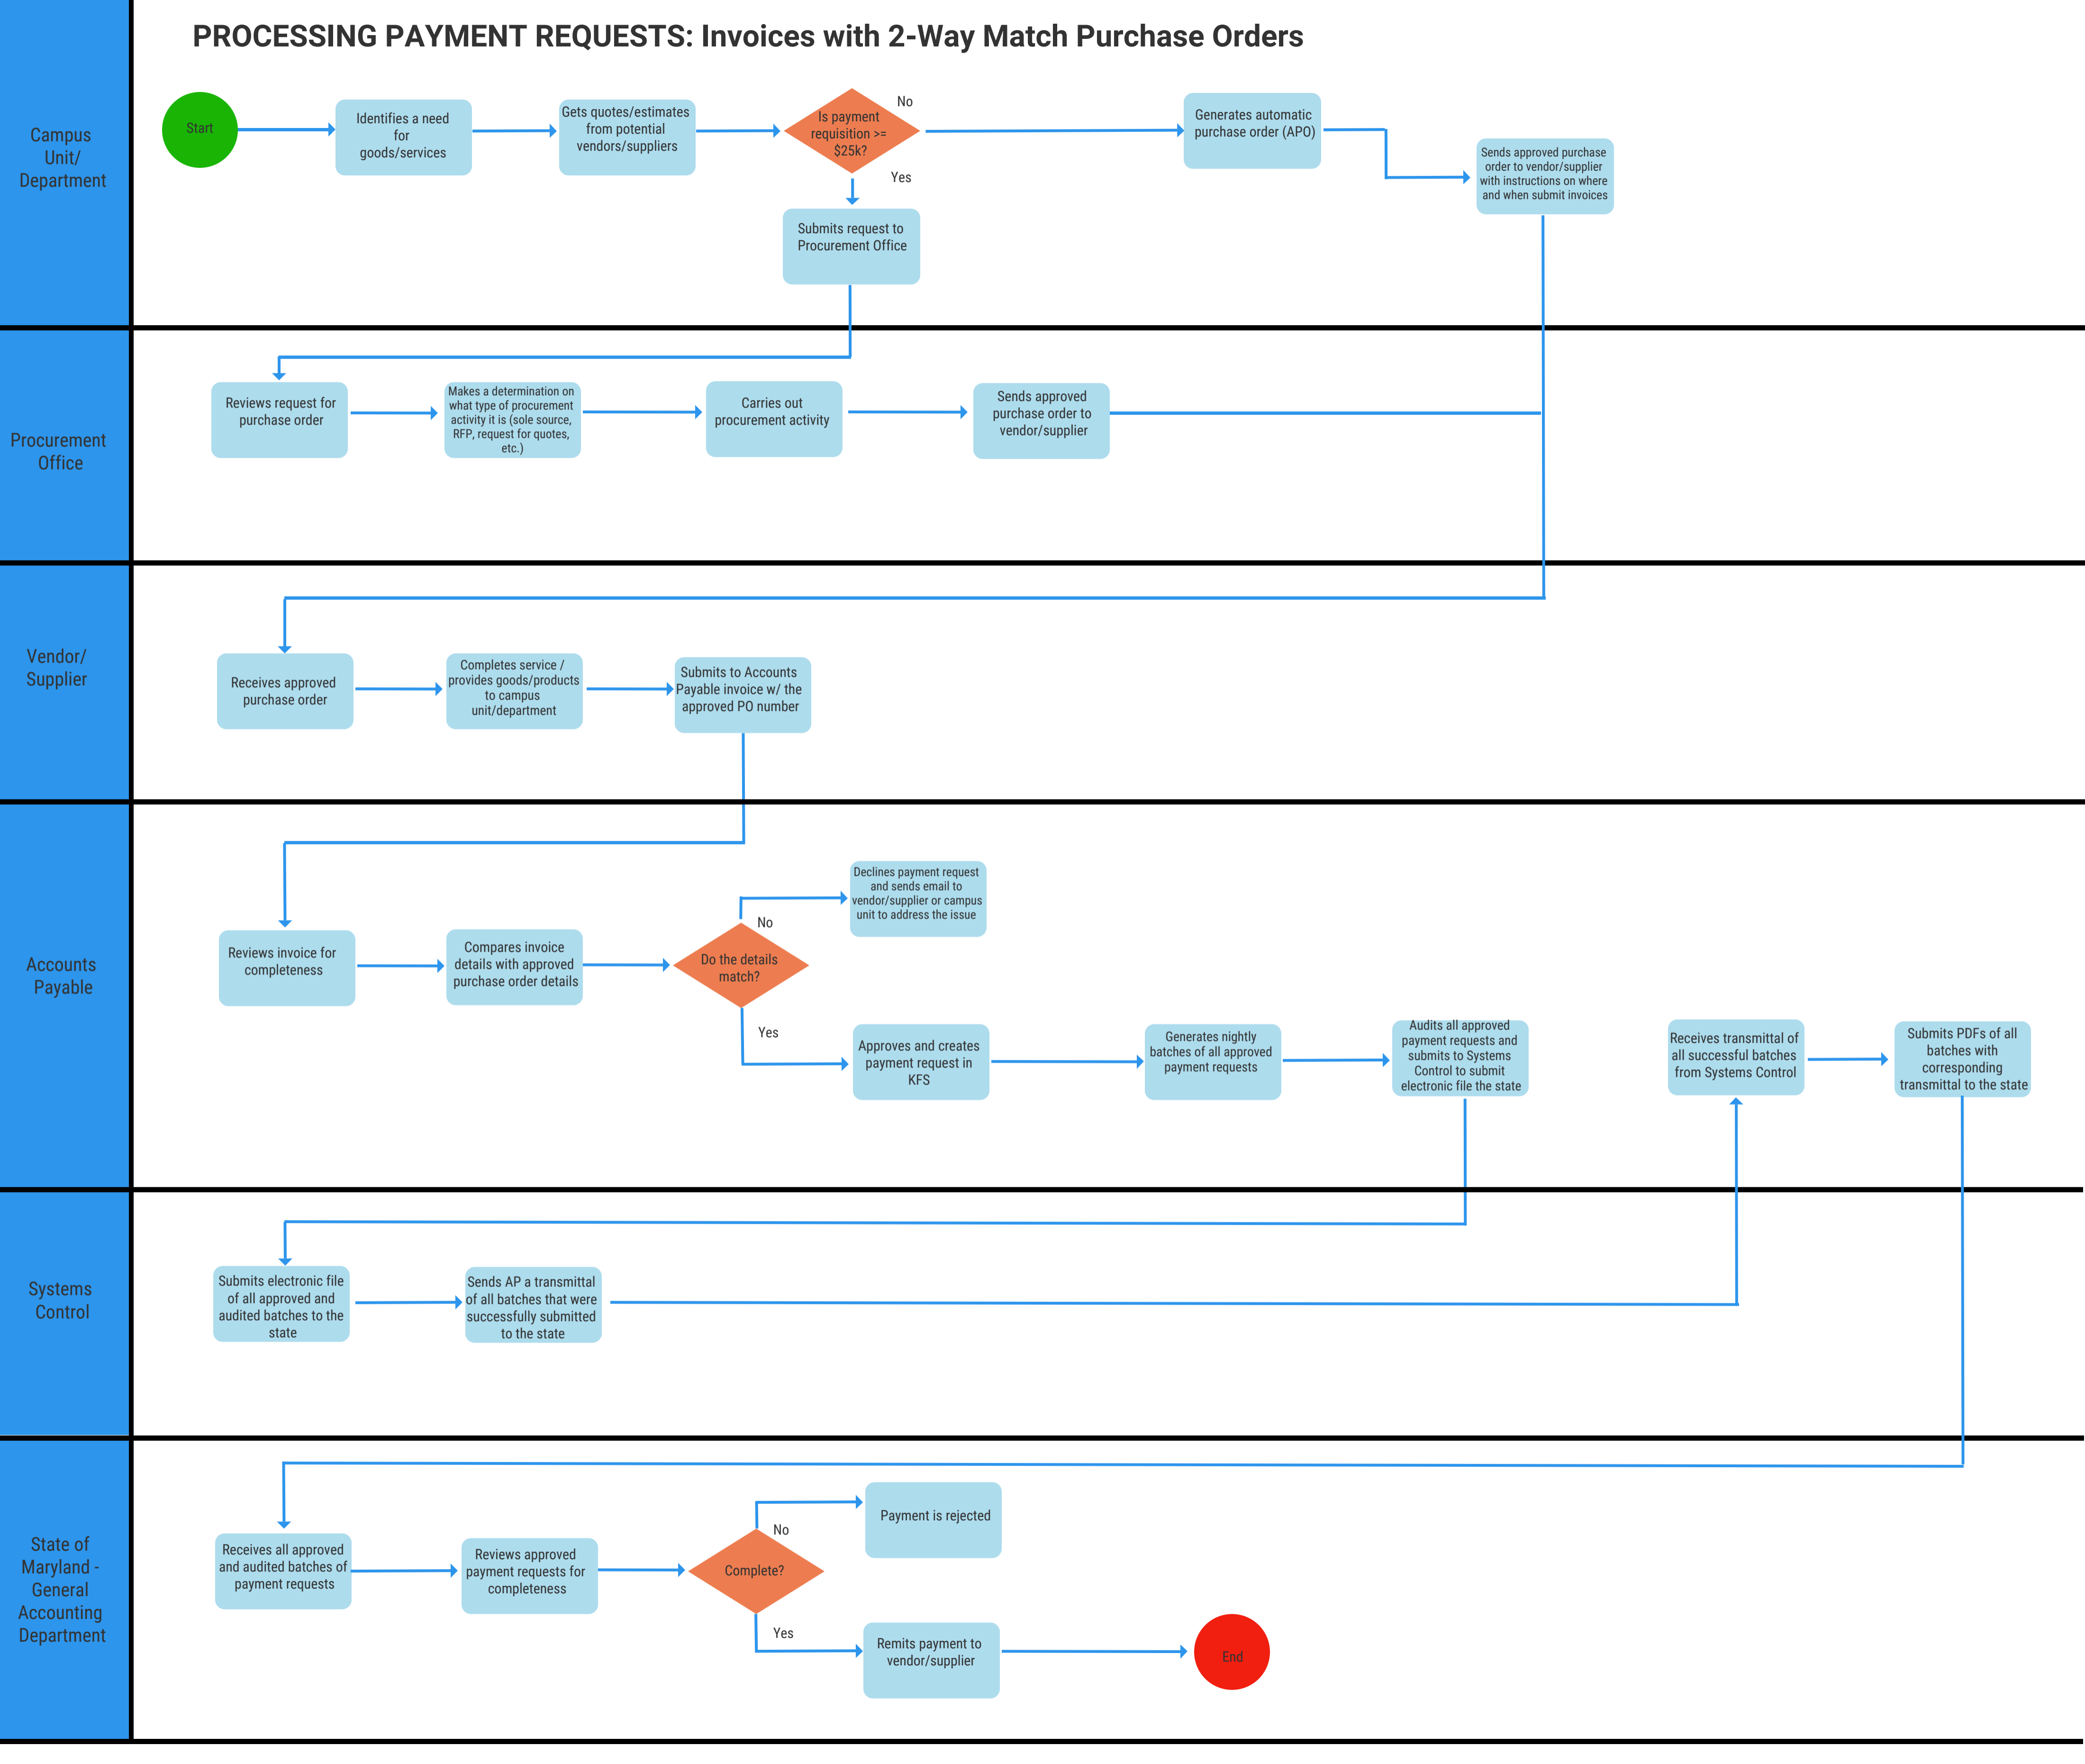 PROCESSING PAYMENT REQUESTS: Invoices with 2-Way Match Purchase Orders
Campus
Unit/
Department
Start
Identifies a need
for
goods/services
Gets quotes/estimates
from potential
vendors/suppliers
Is payment
requisition >=
$25k?
No
Yes
Generates automatic
purchase order (APO)
Sends approved purchase
order to vendor/supplier
with instructions on where
and when submit invoices
Submits request to
Procurement Office
Procurement
Office
Reviews request for
purchase order
Makes a determination on
what type of procurement
activity it is (sole source,
RFP, request for quotes,
etc.)
Carries out
procurement activity
Sends approved
purchase order to
vendor/supplier
Vendor/
Supplier
Receives approved
purchase order
Completes service /
provides goods/products
to campus
unit/department
Submits to Accounts
Payable invoice w/ the
approved PO number
Accounts
Payable
Reviews invoice for
completeness
Compares invoice
details with approved
purchase order details
Do the details
match?
No
Declines payment request
and sends email to
vendor/supplier or campus
unit to address the issue
Yes
Approves and creates
payment request in
KFS
Generates nightly
batches of all approved
payment requests
Audits all approved
payment requests and
submits to Systems
Control to submit
electronic file the state
Receives transmittal of
all successful batches
from Systems Control
Submits PDFs of all
batches with
corresponding
transmittal to the state
Systems
Control
Submits electronic file
of all approved and
audited batches to the
state
Sends AP a transmittal
of all batches that were
successfully submitted
to the state
State of
Maryland -
General
Accounting
Department
Receives all approved
and audited batches of
payment requests
Reviews approved
payment requests for
completeness
Complete?
No
Payment is rejected
Yes
Remits payment to
vendor/supplier
End